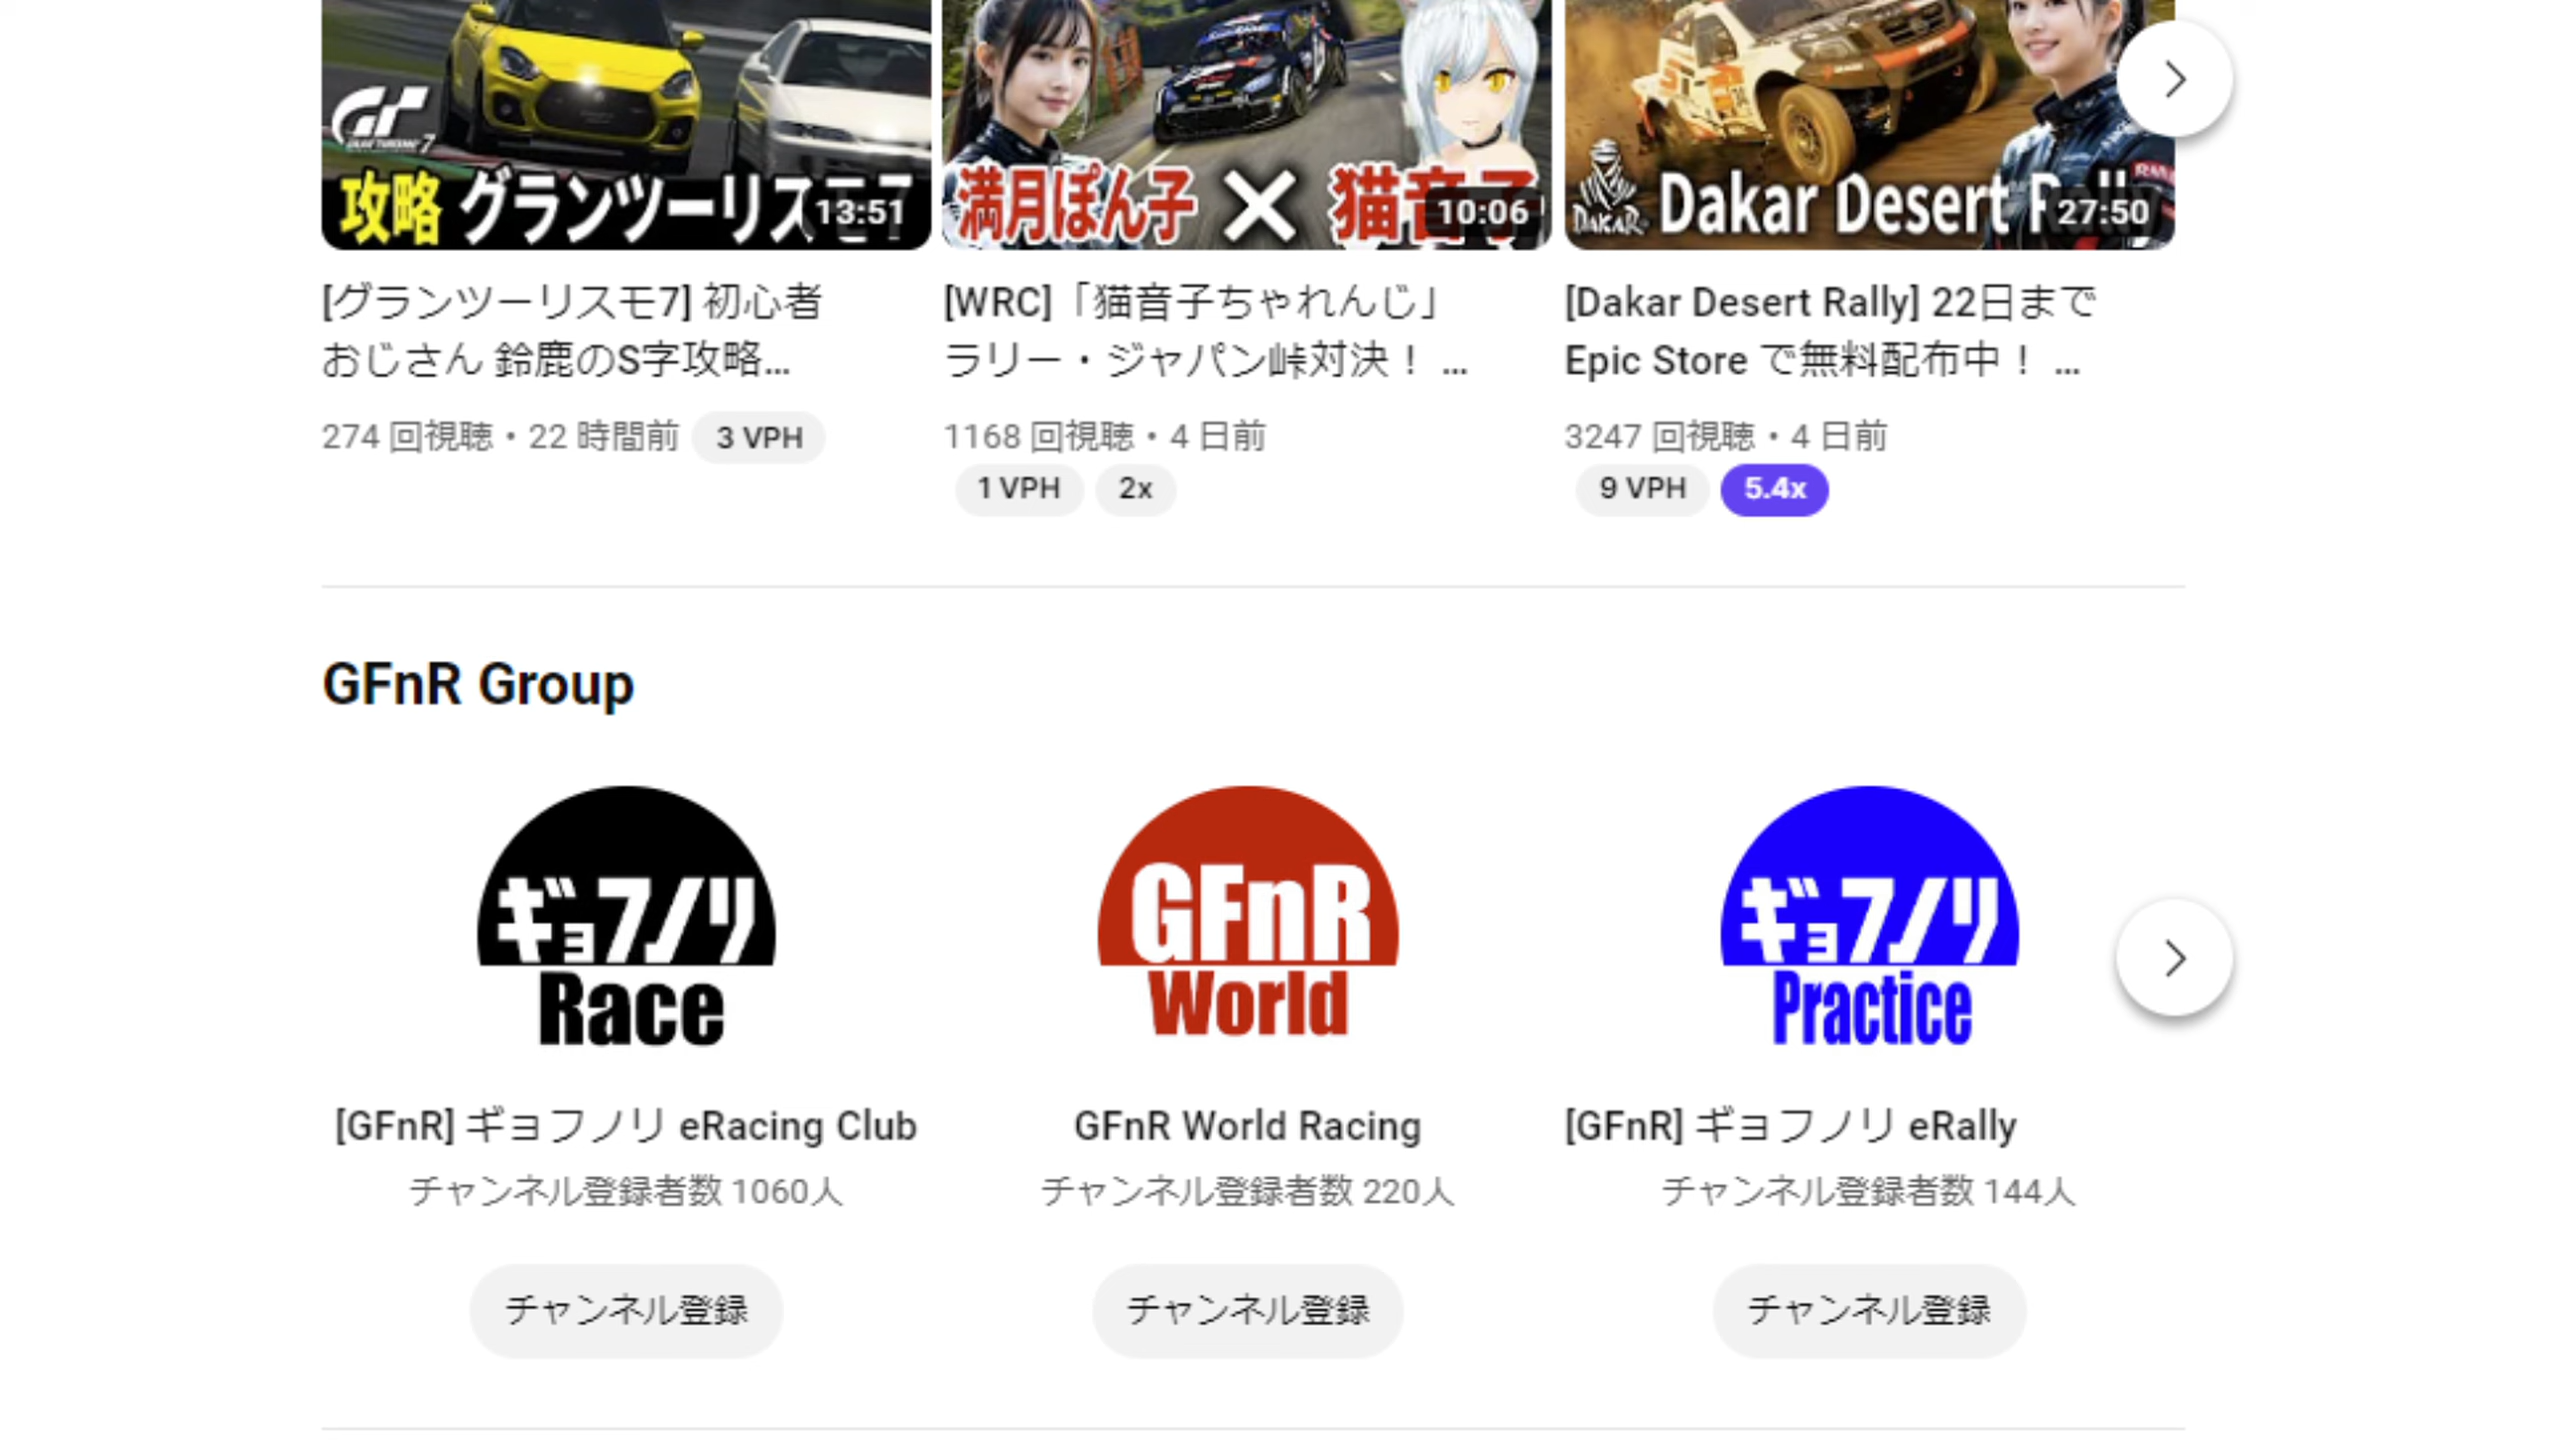 GT
GRAN TURISMO 7
攻略 グランツーリスモ7
13:51
満月ぽん子 × 猫音子
10:06
DAKAR
Dakar Desert Rally
27:50
[グランツーリスモ7] 初心者
おじさん 鈴鹿のS字攻略...
274 回視聴・22 時間前 3 VPH
[WRC]「猫音子ちゃれんじ」
ラリー・ジャパン峠対決！ ...
1168 回視聴・4 日前
1 VPH 2x
[Dakar Desert Rally] 22日まで
Epic Store で無料配布中！ ...
3247 回視聴・4 日前
9 VPH 5.4x
GFnR Group
ギョフノリ
Race
GFnR
World
ギョフノリ
Practice
[GFnR] ギョフノリ eRacing Club
チャンネル登録者数 1060人
チャンネル登録
GFnR World Racing
チャンネル登録者数 220人
チャンネル登録
[GFnR] ギョフノリ eRally
チャンネル登録者数 144人
チャンネル登録